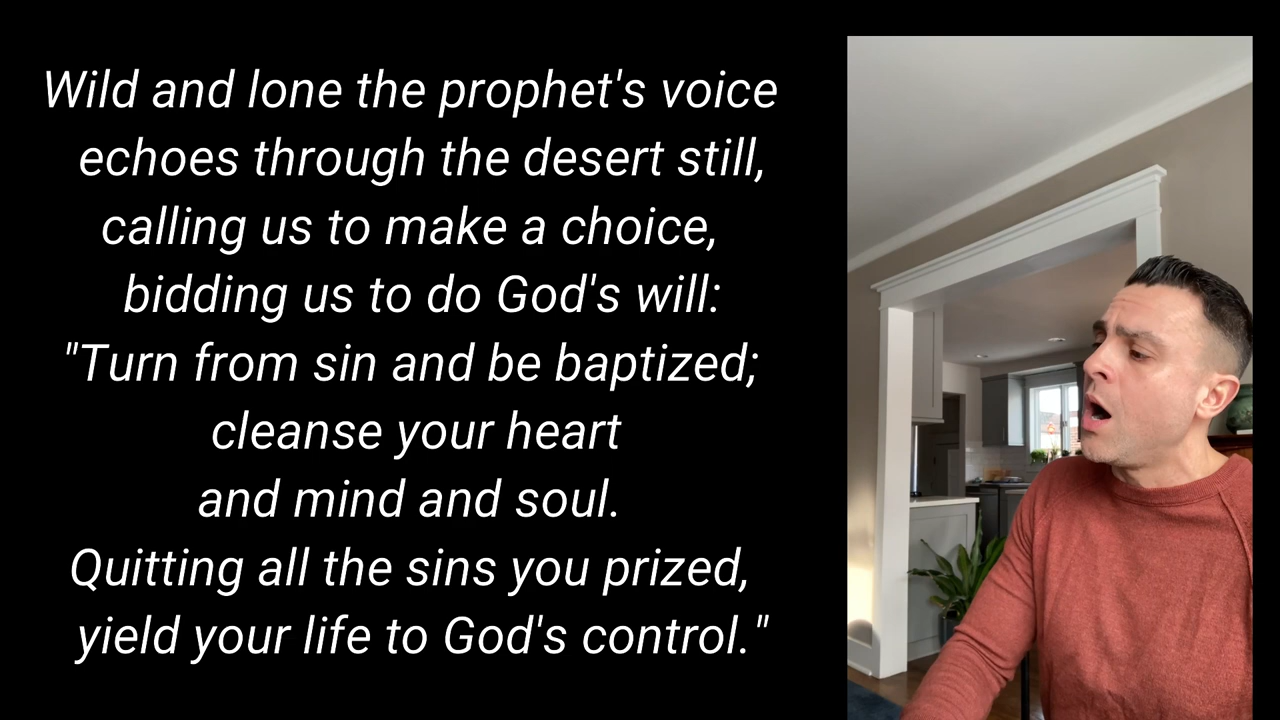 Wild and lone the prophet's voice
echoes through the desert still,
calling us to make a choice,
bidding us to do God's will:
"Turn from sin and be baptized;
cleanse your heart
and mind and soul.
Quitting all the sins you prized,
yield your life to God's control."